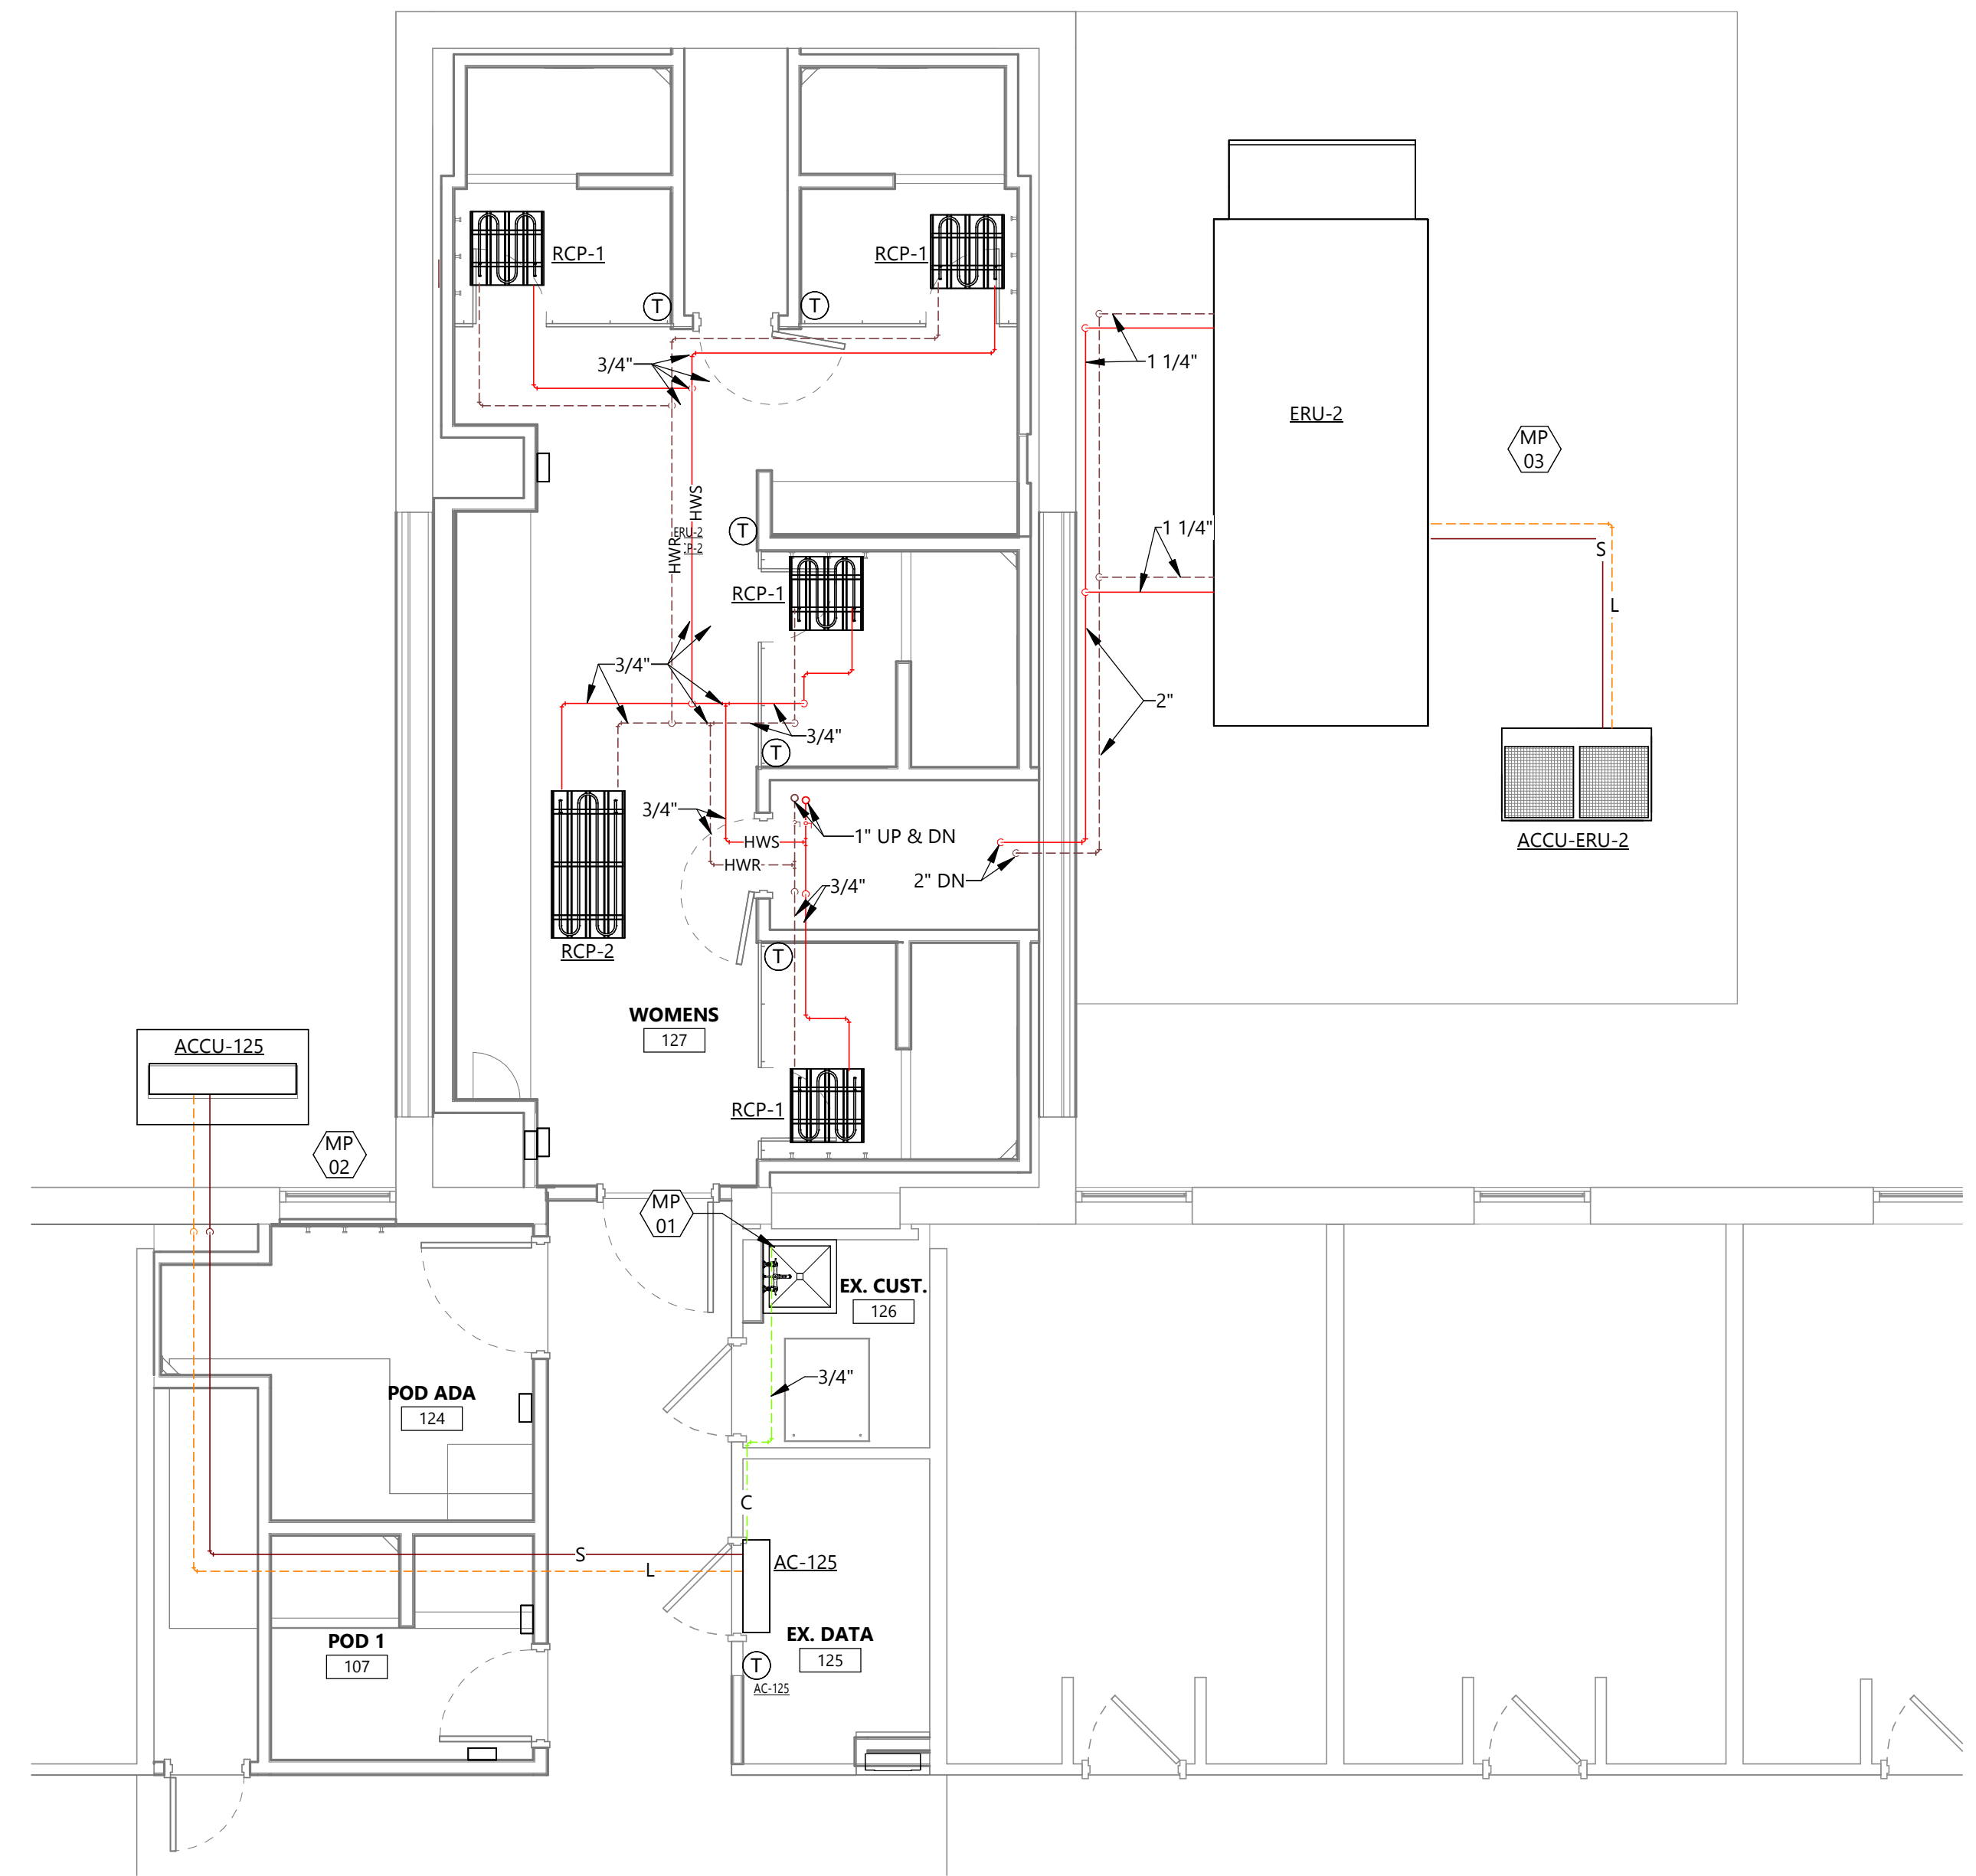 RCP-1
RCP-1
T
T
3/4"
1 1/4"
ERU-2
MP
03
HWS
T
ERU-2
HWR
1 1/4"
S
RCP-1
L
3/4"
2"
3/4"
T
3/4"
1" UP & DN
HWS
HWR
2" DN
3/4"
ACCU-ERU-2
RCP-2
T
WOMENS
127
ACCU-125
RCP-1
MP
02
MP
01
EX. CUST.
126
3/4"
POD ADA
124
C
S
L
AC-125
EX. DATA
125
POD 1
107
T
AC-125